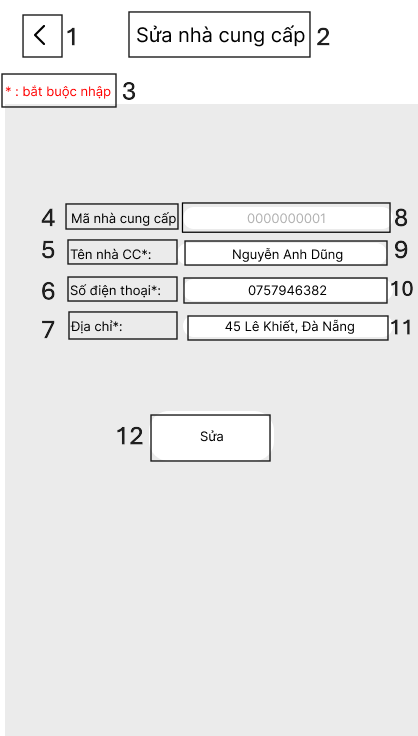 1 Sửa nhà cung cấp 2
* : bắt buộc nhập 3
4 Mã nhà cung cấp 0000000001 8
5 Tên nhà CC*: Nguyễn Anh Dũng 9
6 Số điện thoại*: 0757946382 10
7 Địa chỉ*: 45 Lê Khiết, Đà Nẵng 11
12 Sửa